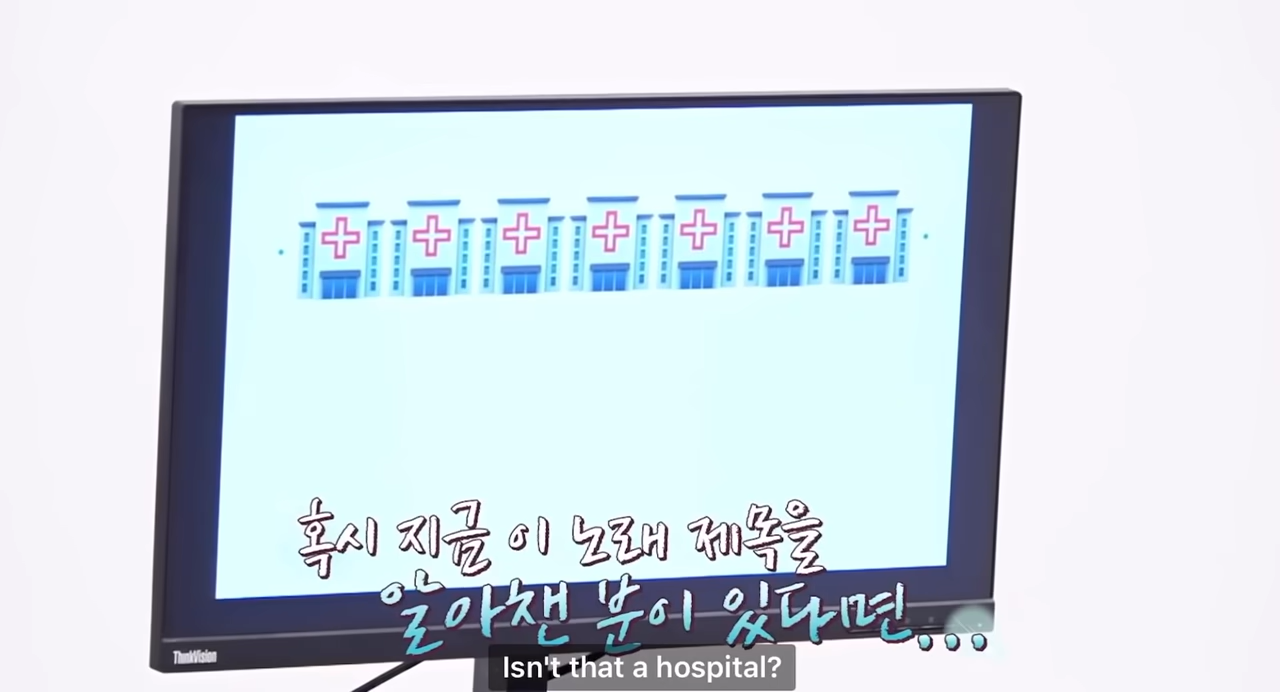 혹시 지금 이 노래 제목을
알아챈 분이 있다면...
ThinkVision
Isn't that a hospital?